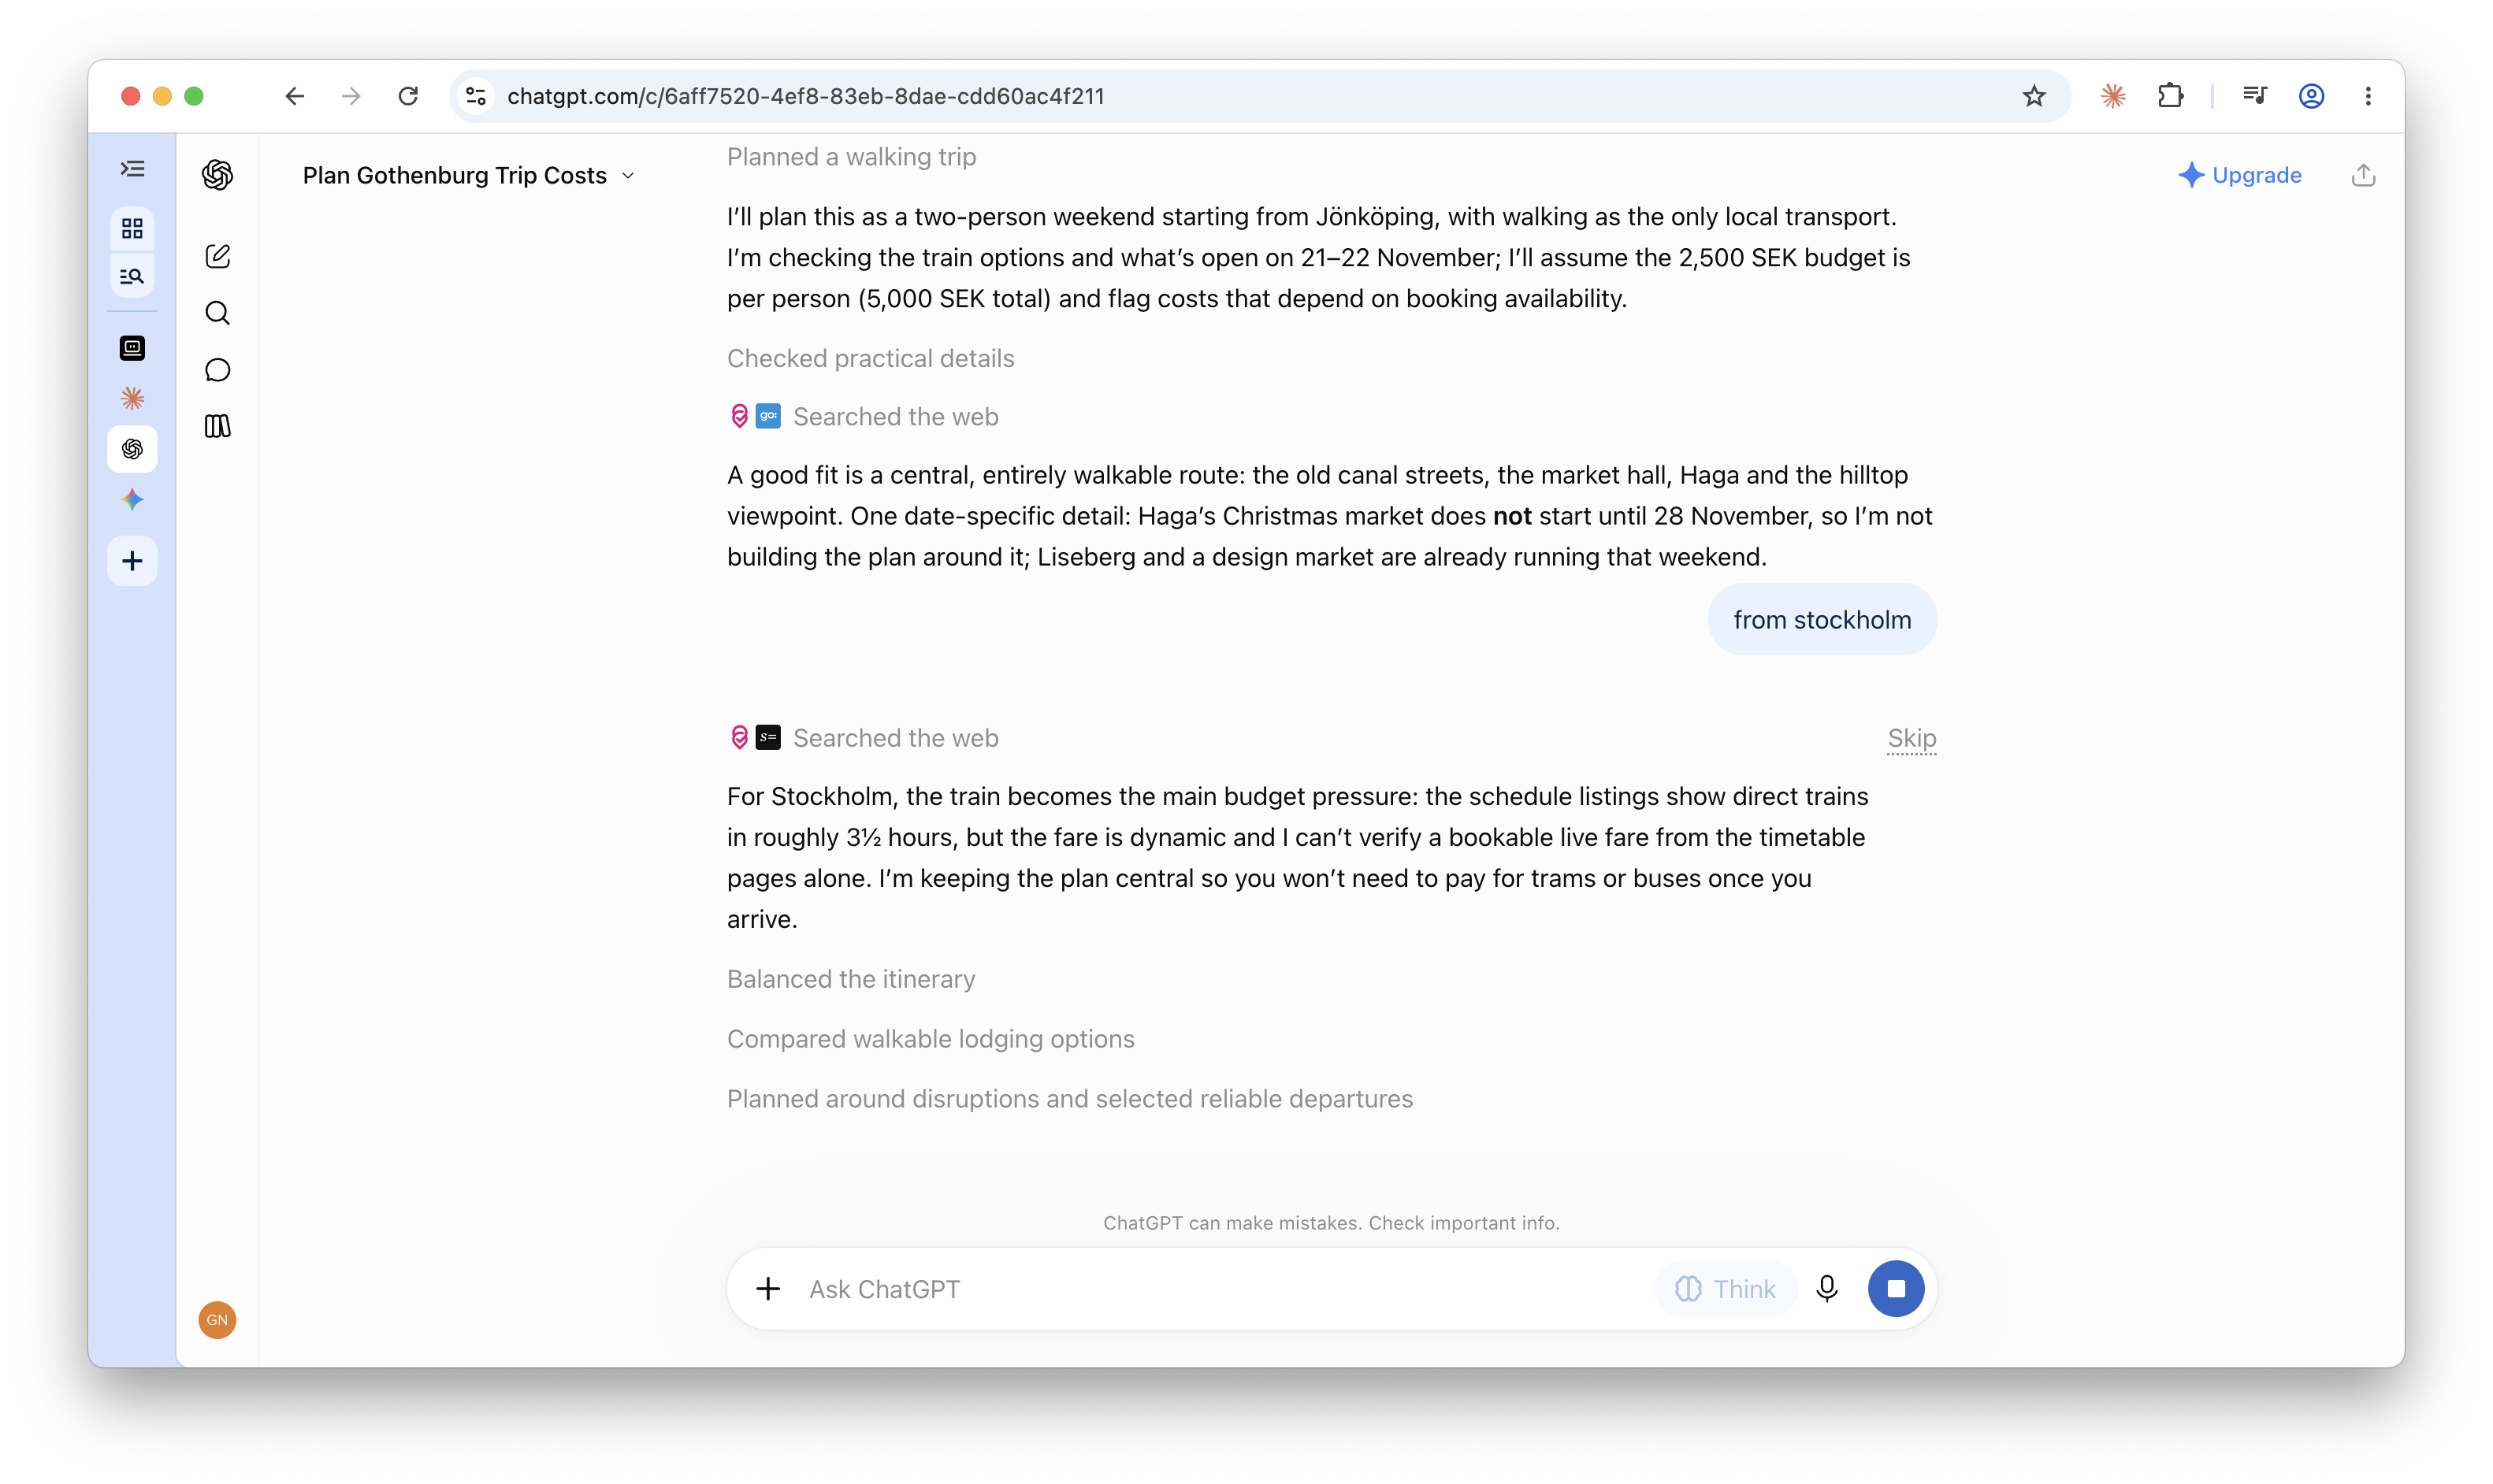 chatgpt.com/c/6aff7520-4ef8-83eb-8dae-cdd60ac4f211
Plan Gothenburg Trip Costs
Upgrade
Planned a walking trip
I’ll plan this as a two-person weekend starting from Jönköping, with walking as the only local transport.
I’m checking the train options and what’s open on 21–22 November; I’ll assume the 2,500 SEK budget is
per person (5,000 SEK total) and flag costs that depend on booking availability.
Checked practical details
go:
Searched the web
A good fit is a central, entirely walkable route: the old canal streets, the market hall, Haga and the hilltop
viewpoint. One date-specific detail: Haga’s Christmas market does not start until 28 November, so I’m not
building the plan around it; Liseberg and a design market are already running that weekend.
from stockholm
s=
Searched the web
Skip
For Stockholm, the train becomes the main budget pressure: the schedule listings show direct trains
in roughly 3½ hours, but the fare is dynamic and I can’t verify a bookable live fare from the timetable
pages alone. I’m keeping the plan central so you won’t need to pay for trams or buses once you
arrive.
Balanced the itinerary
Compared walkable lodging options
Planned around disruptions and selected reliable departures
ChatGPT can make mistakes. Check important info.
Ask ChatGPT
Think
GN